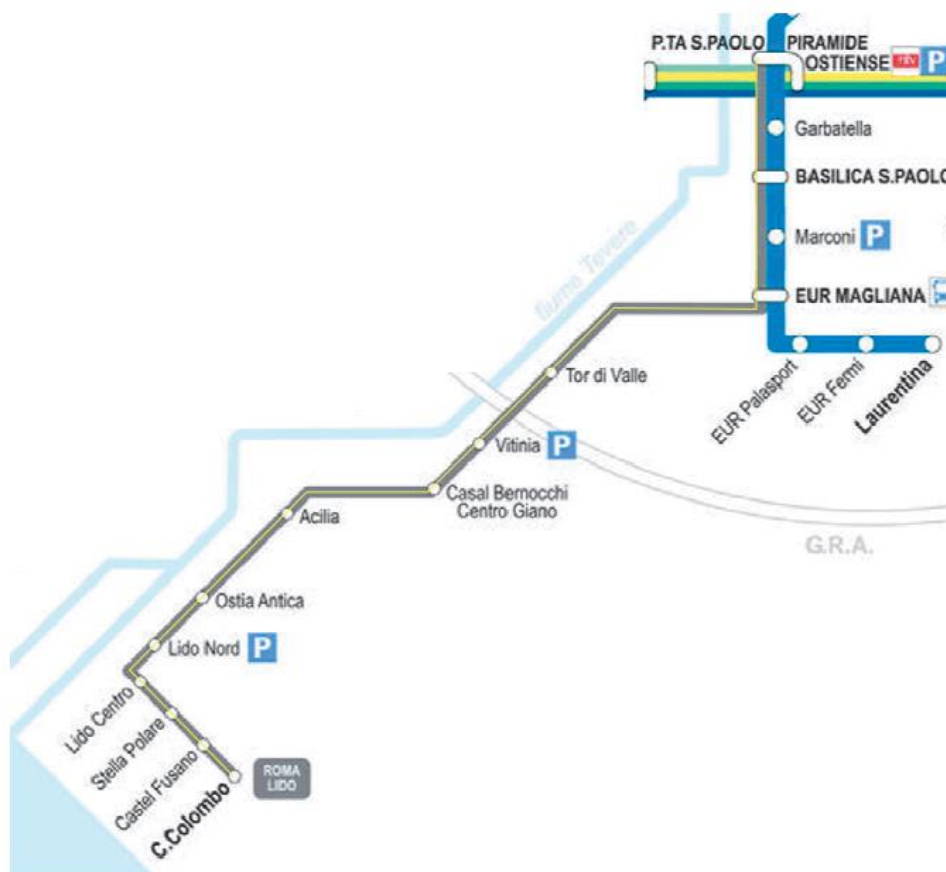 P.TA S.PAOLO
PIRAMIDE
OSTIENSE
P
Garbatella
BASILICA S.PAOLO
Marconi P
fiume Tevere
EUR MAGLIANA
EUR Palasport
EUR Fermi
Laurentina
Tor di Valle
Vitinia P
Casal Bernocchi
Centro Giano
Acilia
G.R.A.
Ostia Antica
Lido Nord P
Lido Centro
Stella Polare
Castel Fusano
C.Colombo
ROMA
LIDO